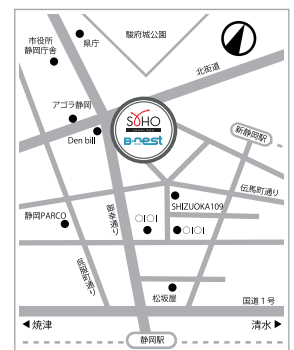 市役所
静岡庁舎
県庁
駿府城公園
北街道
アゴラ静岡
SOHO
B-nest
Den bill
新静岡駅
伝馬町通り
SHIZUOKA109
静岡PARCO
御幸通り
○I○I
○I○I
呉服町通り
松坂屋
国道1号
◀焼津
清水▶
静岡駅